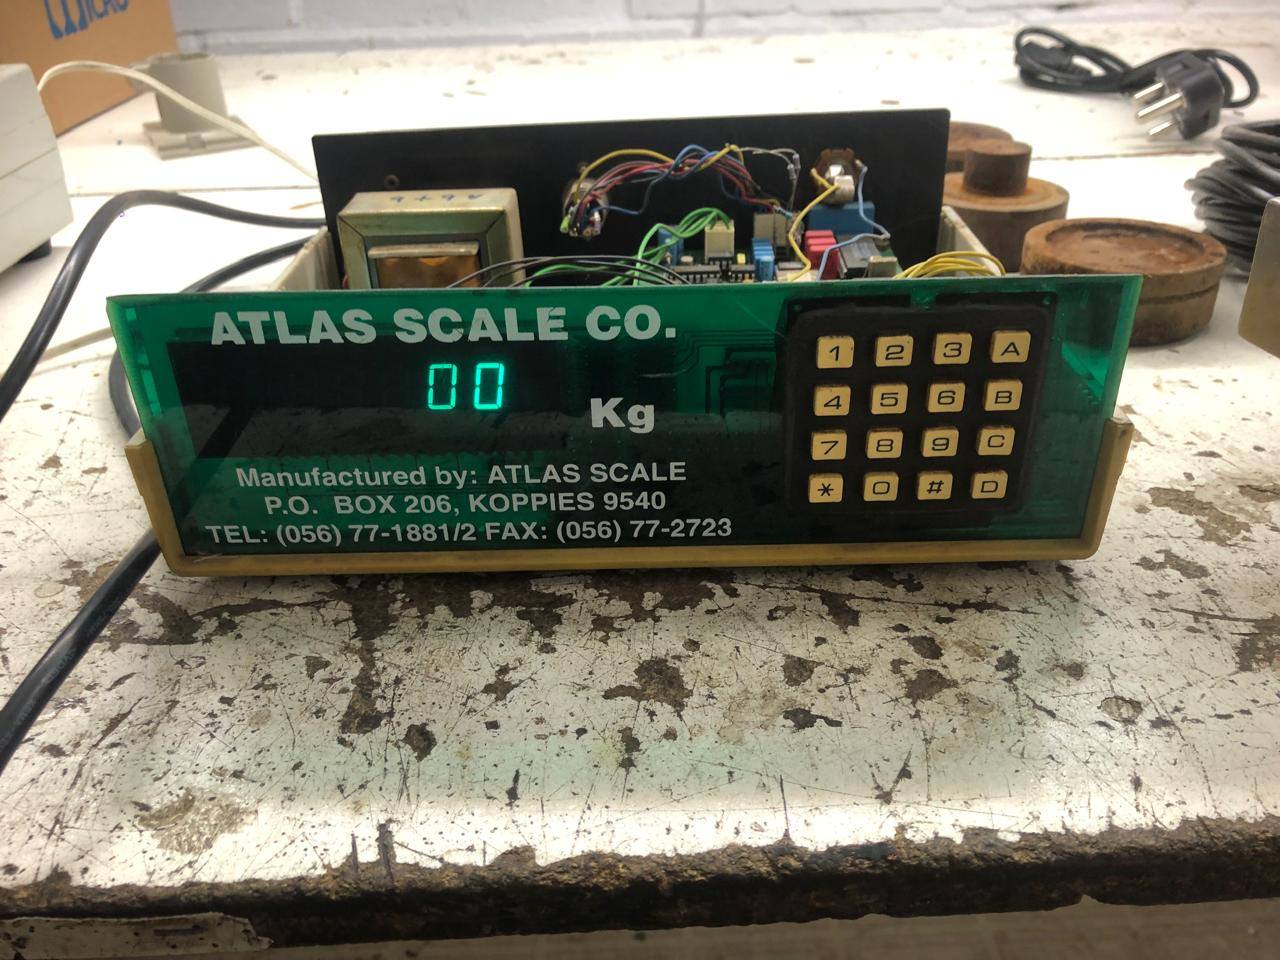 ATLAS SCALE CO.
00
Kg
Manufactured by: ATLAS SCALE
P.O. BOX 206, KOPPIES 9540
TEL: (056) 77-1881/2 FAX: (056) 77-2723
1 2 3 A
4 5 6 B
7 8 9 C
* 0 # D